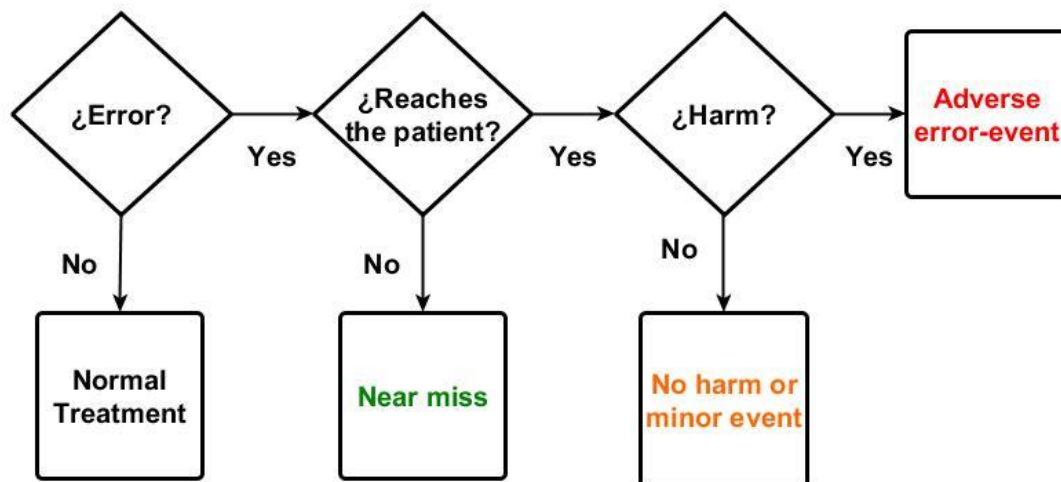 ¿Error?
Yes
¿Reaches
the patient?
Yes
¿Harm?
Yes
Adverse
error-event
No
No
No
Normal
Treatment
Near miss
No harm or
minor event